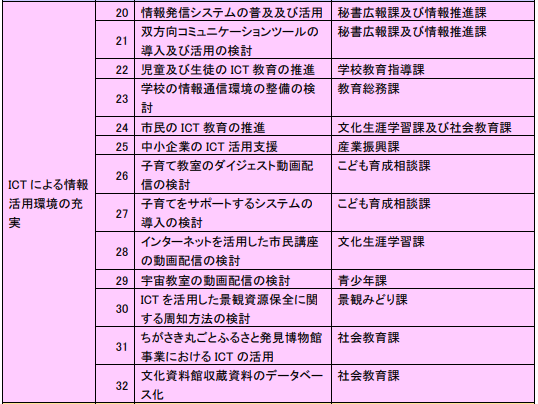 ICTによる情報
活用環境の充
実
20 情報発信システムの普及及び活用 秘書広報課及び情報推進課
21 双方向コミュニケーションツールの
導入及び活用の検討 秘書広報課及び情報推進課
22 児童及び生徒のICT教育の推進 学校教育指導課
23 学校の情報通信環境の整備の検
討 教育総務課
24 市民のICT教育の推進 文化生涯学習課及び社会教育課
25 中小企業のICT活用支援 産業振興課
26 子育て教室のダイジェスト動画配
信の検討 こども育成相談課
27 子育てをサポートするシステムの
導入の検討 こども育成相談課
28 インターネットを活用した市民講座
の動画配信の検討 文化生涯学習課
29 宇宙教室の動画配信の検討 青少年課
30 ICTを活用した景観資源保全に関
する周知方法の検討 景観みどり課
31 ちがさき丸ごとふるさと発見博物館
事業におけるICTの活用 社会教育課
32 文化資料館収蔵資料のデータベー
ス化 社会教育課